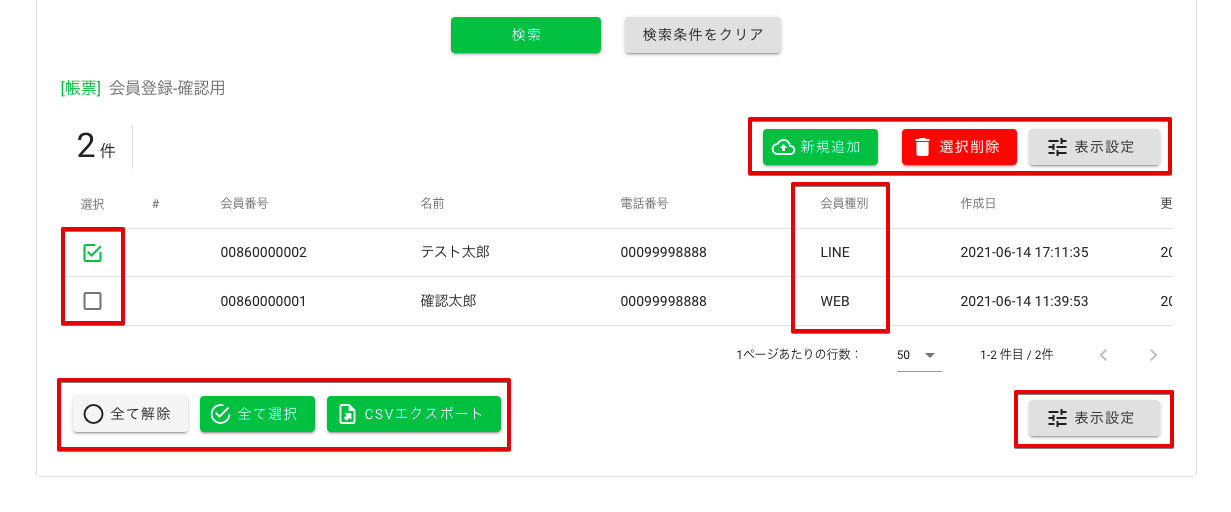 検索 検索条件をクリア
[帳票] 会員登録-確認用
2 件 新規追加 選択削除 表示設定
選択 # 会員番号 名前 電話番号 会員種別 作成日 更
00860000002 テスト太郎 00099998888 LINE 2021-06-14 17:11:35 20
00860000001 確認太郎 00099998888 WEB 2021-06-14 11:39:53 20
1ページあたりの行数： 50 1-2 件目 / 2件
全て解除 全て選択 CSVエクスポート 表示設定